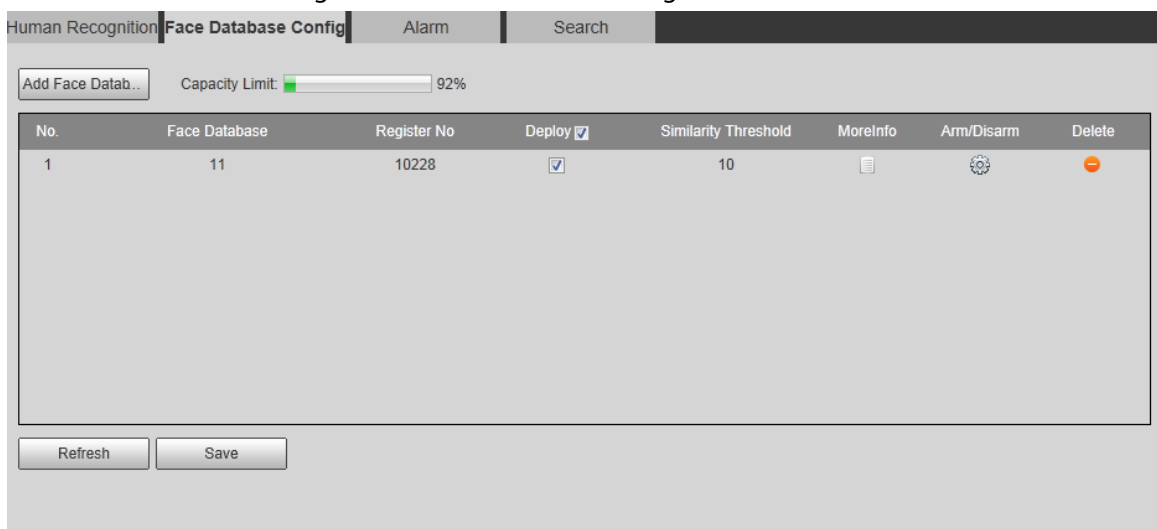 Human Recognition Face Database Config Alarm Search
Add Face Datab.. Capacity Limit: 92%
No. Face Database Register No Deploy Similarity Threshold MoreInfo Arm/Disarm Delete
1 11 10228 10
Refresh Save